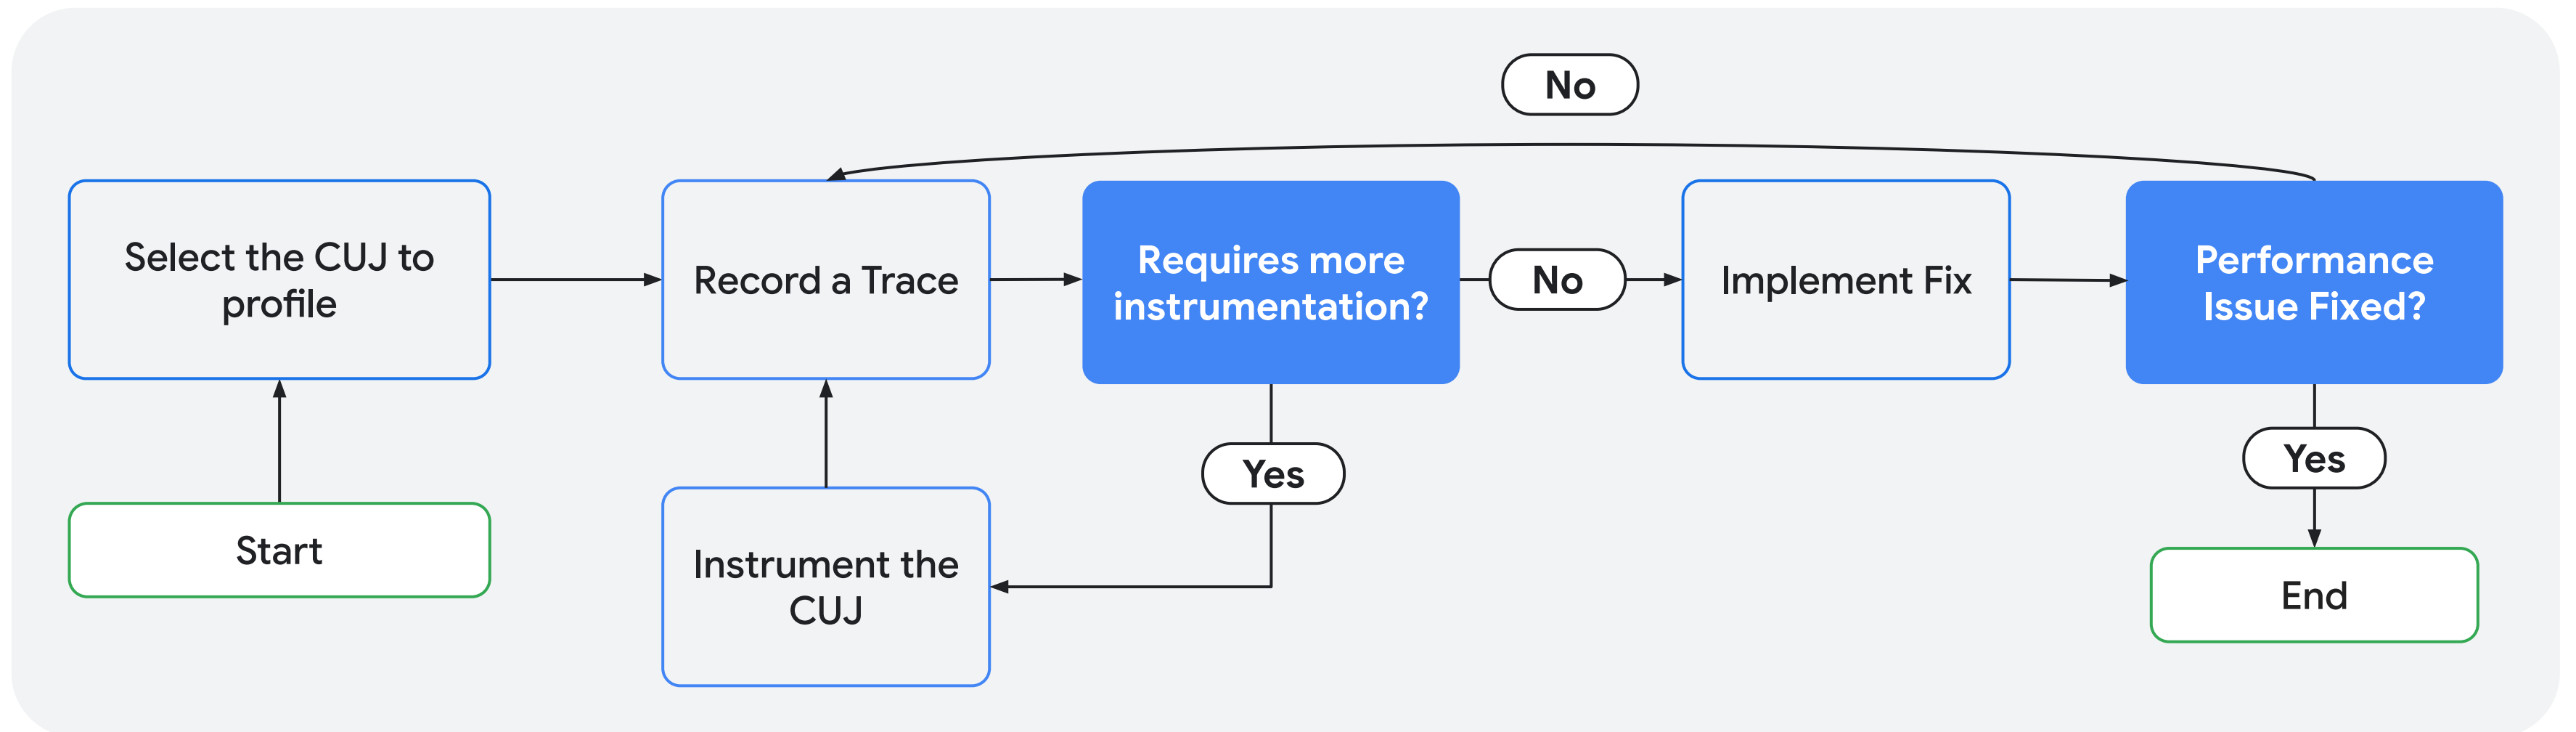 No
Select the CUJ to
profile
Record a Trace
Requires more
instrumentation?
No
Implement Fix
Performance
Issue Fixed?
Yes
Yes
Start
Instrument the
CUJ
End